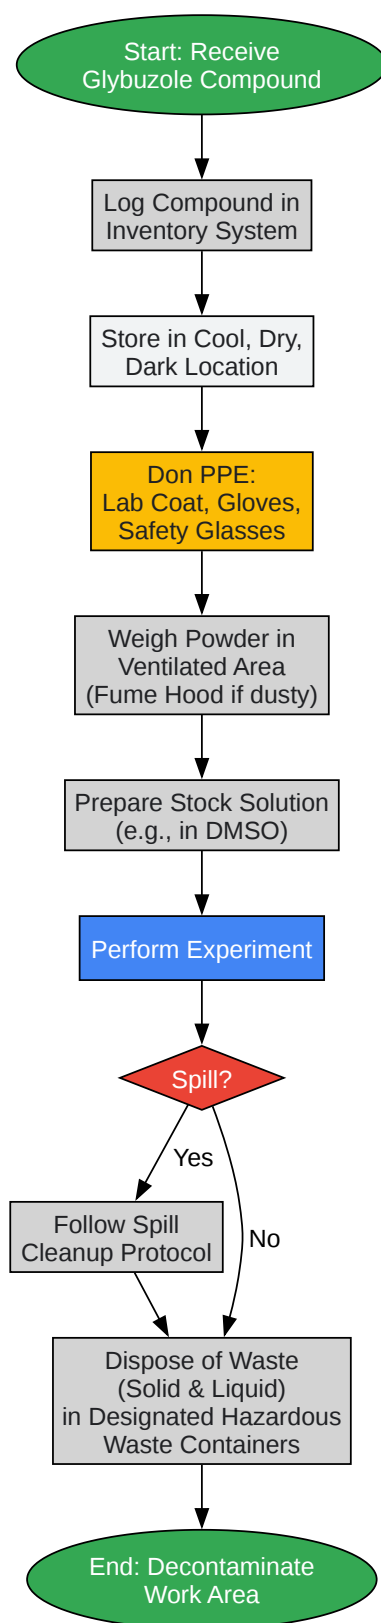 Start: Receive
Glybuzole Compound
Log Compound in
Inventory System
Store in Cool, Dry,
Dark Location
Don PPE:
Lab Coat, Gloves,
Safety Glasses
Weigh Powder in
Ventilated Area
(Fume Hood if dusty)
Prepare Stock Solution
(e.g., in DMSO)
Perform Experiment
Spill?
Yes
Follow Spill
Cleanup Protocol
No
Dispose of Waste
(Solid & Liquid)
in Designated Hazardous
Waste Containers
End: Decontaminate
Work Area